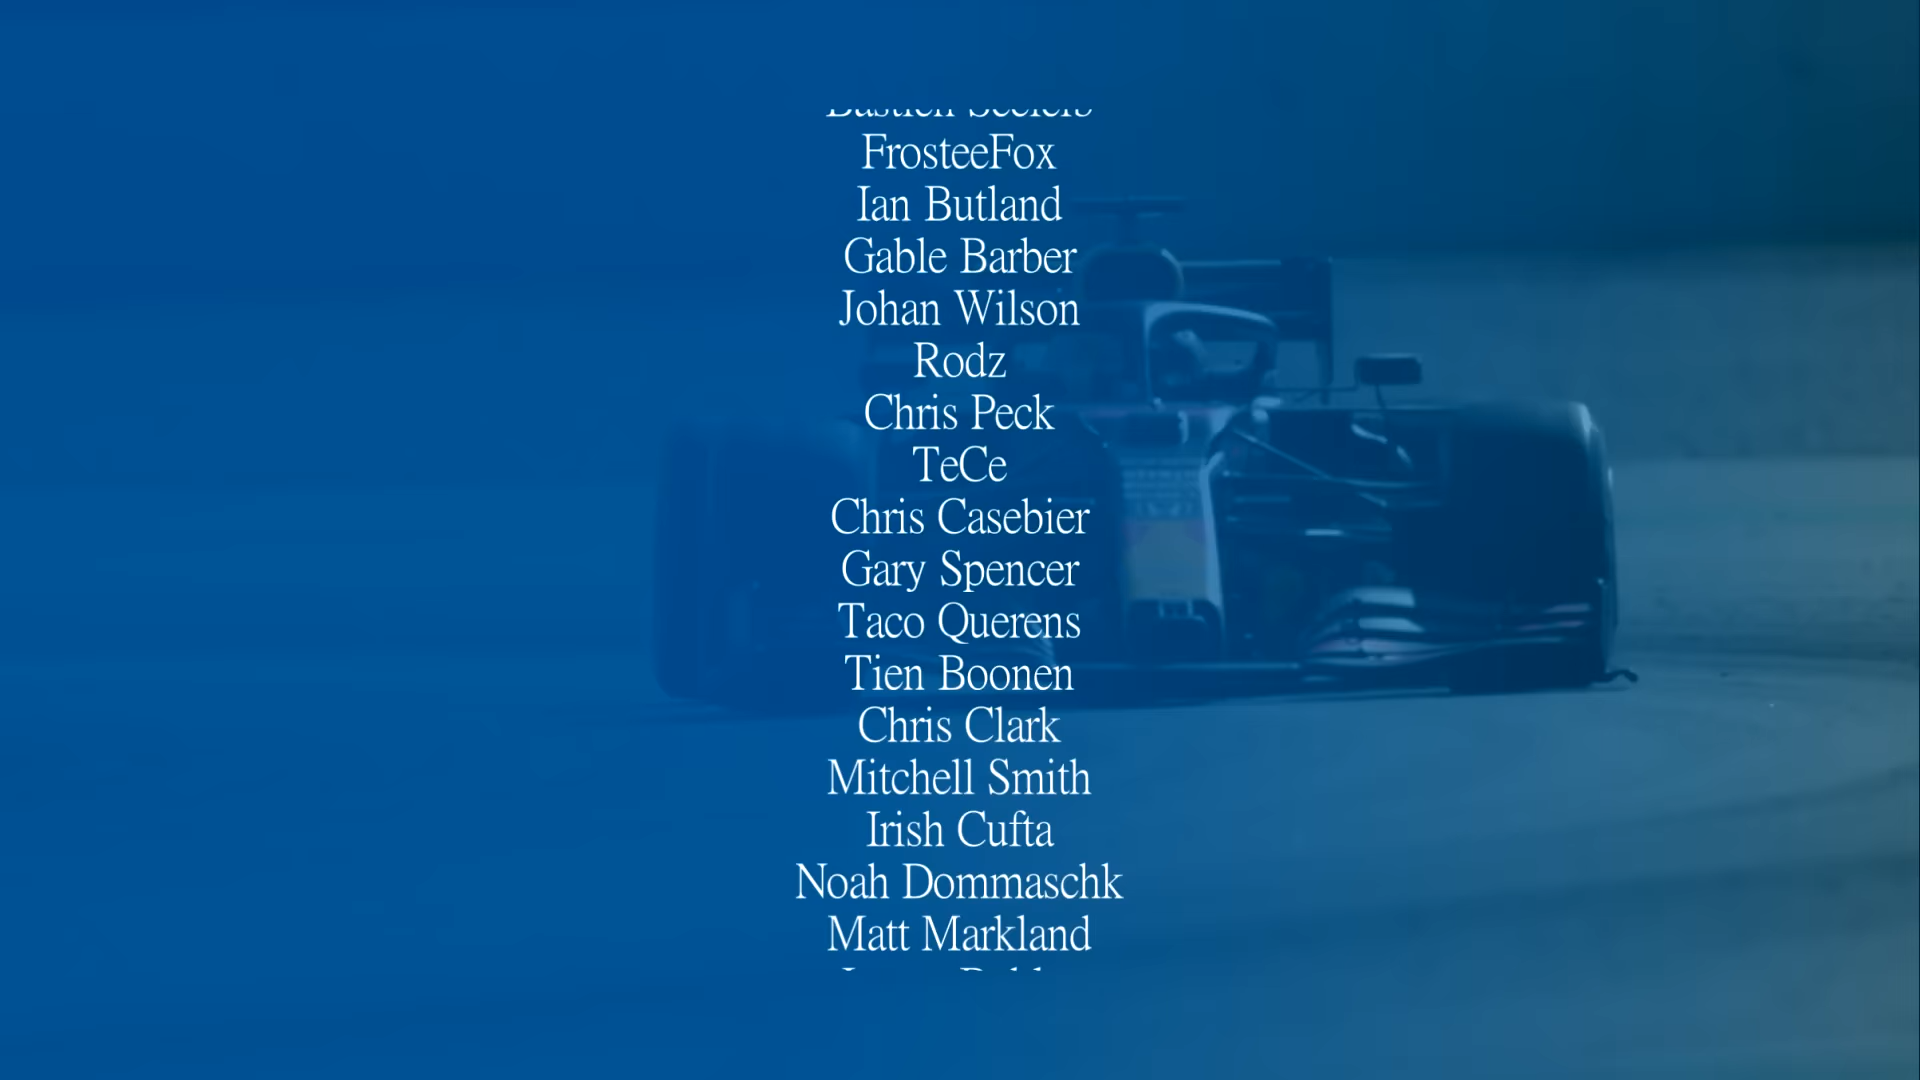 FrosteeFox
Ian Butland
Gable Barber
Johan Wilson
Rodz
Chris Peck
TeCe
Chris Casebier
Gary Spencer
Taco Querens
Tien Boonen
Chris Clark
Mitchell Smith
Irish Cufta
Noah Dommaschk
Matt Markland